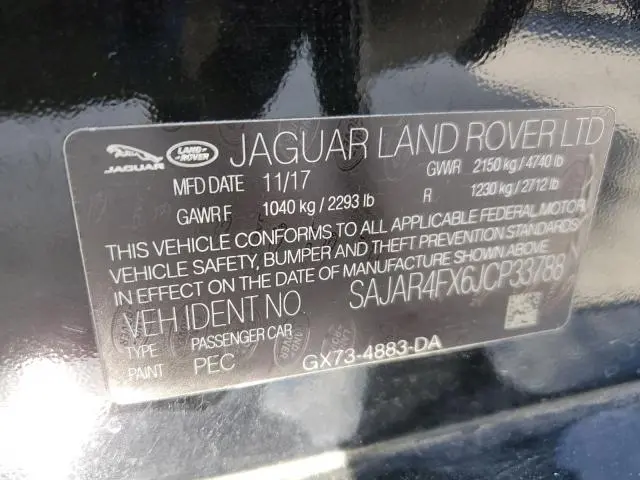 JAGUAR
LAND ROVER
JAGUAR LAND ROVER LTD
MFD DATE 11/17 GVWR 2150 kg / 4740 lb
GAWR F 1040 kg / 2293 lb R 1230 kg / 2712 lb
THIS VEHICLE CONFORMS TO ALL APPLICABLE FEDERAL MOTOR
VEHICLE SAFETY, BUMPER AND THEFT PREVENTION STANDARDS
IN EFFECT ON THE DATE OF MANUFACTURE SHOWN ABOVE
VEH IDENT NO SAJAR4FX6JCP33788
TYPE PASSENGER CAR
PAINT PEC GX73-4883-DA